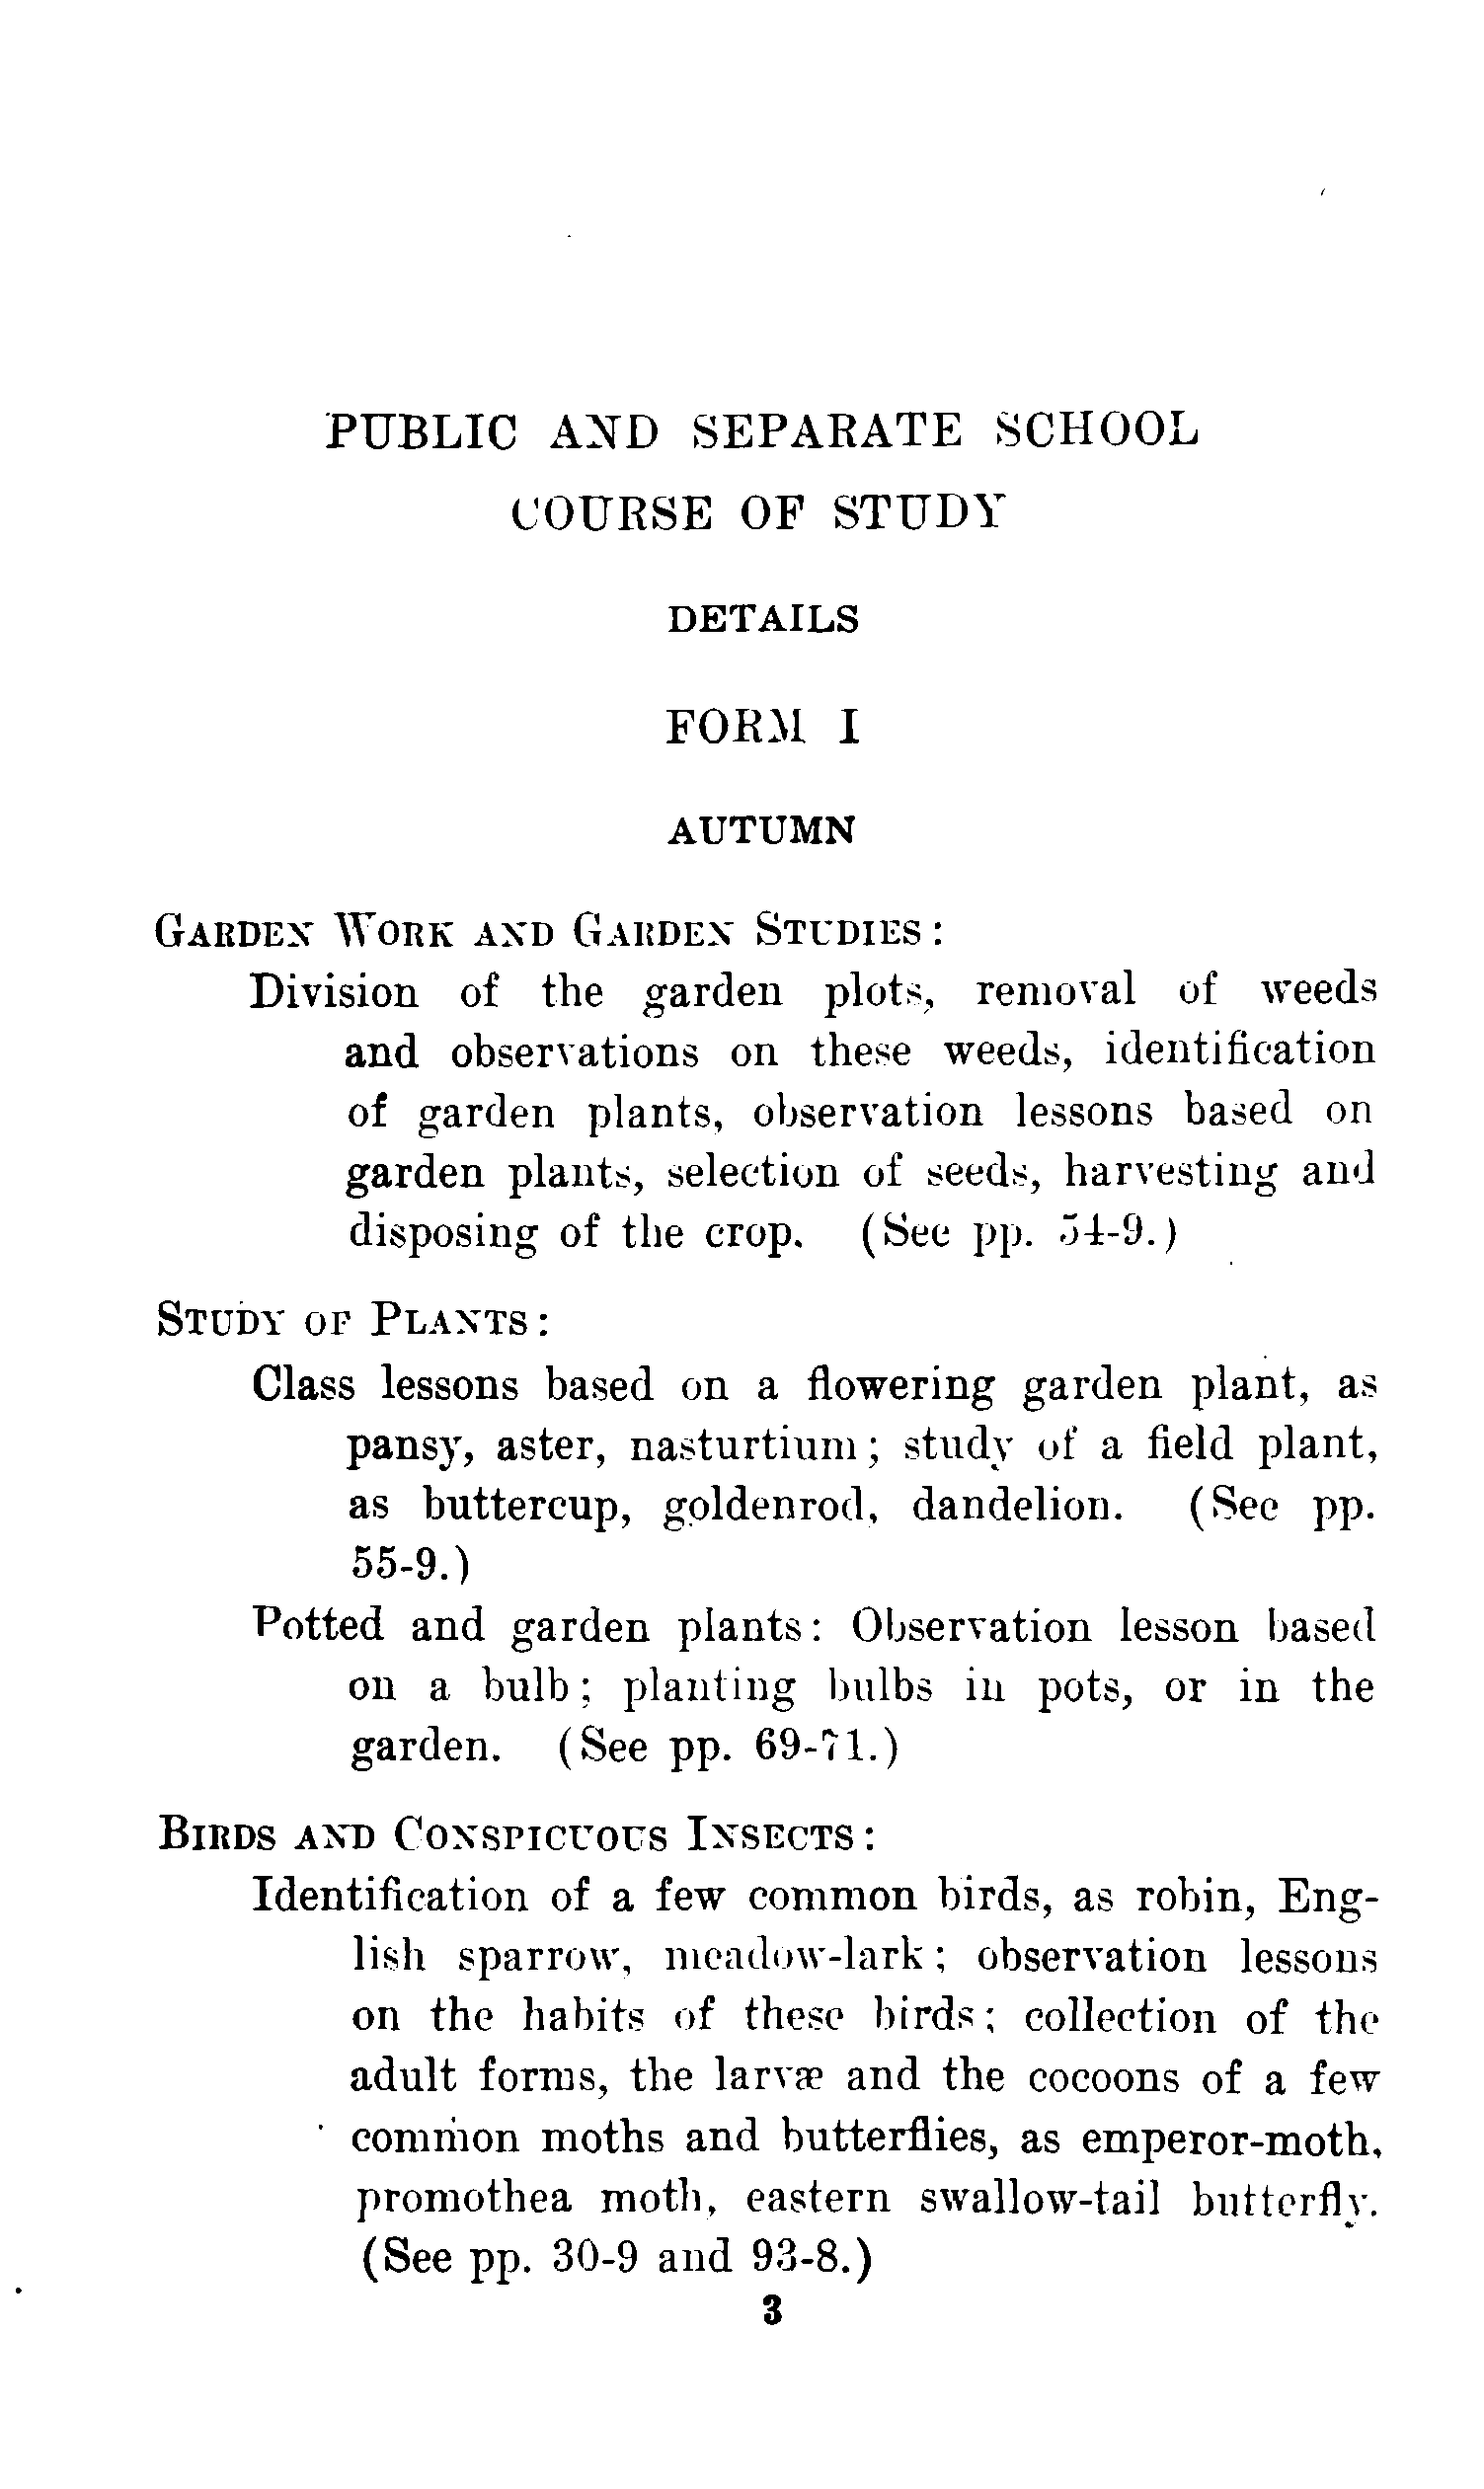 PUBLIC AND SEPARATE SCHOOL
COURSE OF STUDY
DETAILS
FORM I
AUTUMN
GARDEN WORK AND GARDEN STUDIES:
Division of the garden plots, removal of weeds
and observations on these weeds, identification
of garden plants, observation lessons based on
garden plants, selection of seeds, harvesting and
disposing of the crop. (See pp. 54-9.)
STUDY OF PLANTS:
Class lessons based on a flowering garden plant, as
pansy, aster, nasturtium; study of a field plant,
as buttercup, goldenrod, dandelion. (See pp.
55-9.)
Potted and garden plants: Observation lesson based
on a bulb; planting bulbs in pots, or in the
garden. (See pp. 69-71.)
BIRDS AND CONSPICUOUS INSECTS:
Identification of a few common birds, as robin, Eng-
lish sparrow, meadow-lark; observation lessons
on the habits of these birds; collection of the
adult forms, the larvæ and the cocoons of a few
common moths and butterflies, as emperor-moth,
promothea moth, eastern swallow-tail butterfly.
(See pp. 30-9 and 93-8.)
3